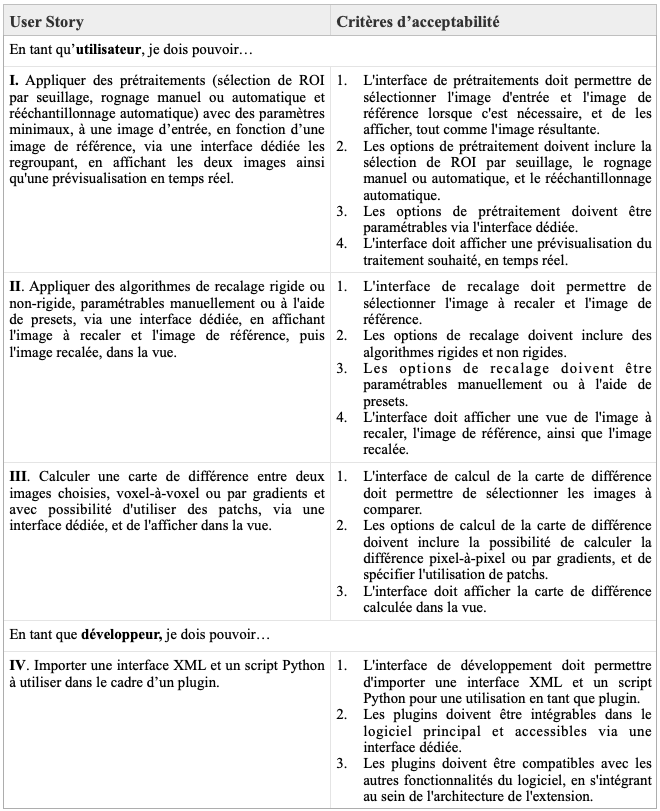 User Story
Critères d'acceptabilité
En tant qu'utilisateur, je dois pouvoir…
I. Appliquer des prétraitements (sélection de ROI
par seuillage, rognage manuel ou automatique et
rééchantillonnage automatique) avec des paramètres
minimaux, à une image d'entrée, en fonction d'une
image de référence, via une interface dédiée les
regroupant, en affichant les deux images ainsi
qu'une prévisualisation en temps réel.
1. L'interface de prétraitements doit permettre de
sélectionner l'image d'entrée et l'image de
référence lorsque c'est nécessaire, et de les
afficher, tout comme l'image résultante.
2. Les options de prétraitement doivent inclure la
sélection de ROI par seuillage, le rognage
manuel ou automatique, et le rééchantillonnage
automatique.
3. Les options de prétraitement doivent être
paramétrables via l'interface dédiée.
4. L'interface doit afficher une prévisualisation du
traitement souhaité, en temps réel.
II. Appliquer des algorithmes de recalage rigide ou
non-rigide, paramétrables manuellement ou à l'aide
de presets, via une interface dédiée, en affichant
l'image à recaler et l'image de référence, puis
l'image recalée, dans la vue.
1. L'interface de recalage doit permettre de
sélectionner l'image à recaler et l'image de
référence.
2. Les options de recalage doivent inclure des
algorithmes rigides et non rigides.
3. Les options de recalage doivent être
paramétrables manuellement ou à l'aide de
presets.
4. L'interface doit afficher une vue de l'image à
recaler, l'image de référence, ainsi que l'image
recalée.
III. Calculer une carte de différence entre deux
images choisies, voxel-à-voxel ou par gradients et
avec possibilité d'utiliser des patchs, via une
interface dédiée, et de l'afficher dans la vue.
1. L'interface de calcul de la carte de différence
doit permettre de sélectionner les images à
comparer.
2. Les options de calcul de la carte de différence
doivent inclure la possibilité de calculer la
différence pixel-à-pixel ou par gradients, et de
spécifier l'utilisation de patchs.
3. L'interface doit afficher la carte de différence
calculée dans la vue.
En tant que développeur, je dois pouvoir…
IV. Importer une interface XML et un script Python
à utiliser dans le cadre d'un plugin.
1. L'interface de développement doit permettre
d'importer une interface XML et un script
Python pour une utilisation en tant que plugin.
2. Les plugins doivent être intégrables dans le
logiciel principal et accessibles via une
interface dédiée.
3. Les plugins doivent être compatibles avec les
autres fonctionnalités du logiciel, en s'intégrant
au sein de l'architecture de l'extension.